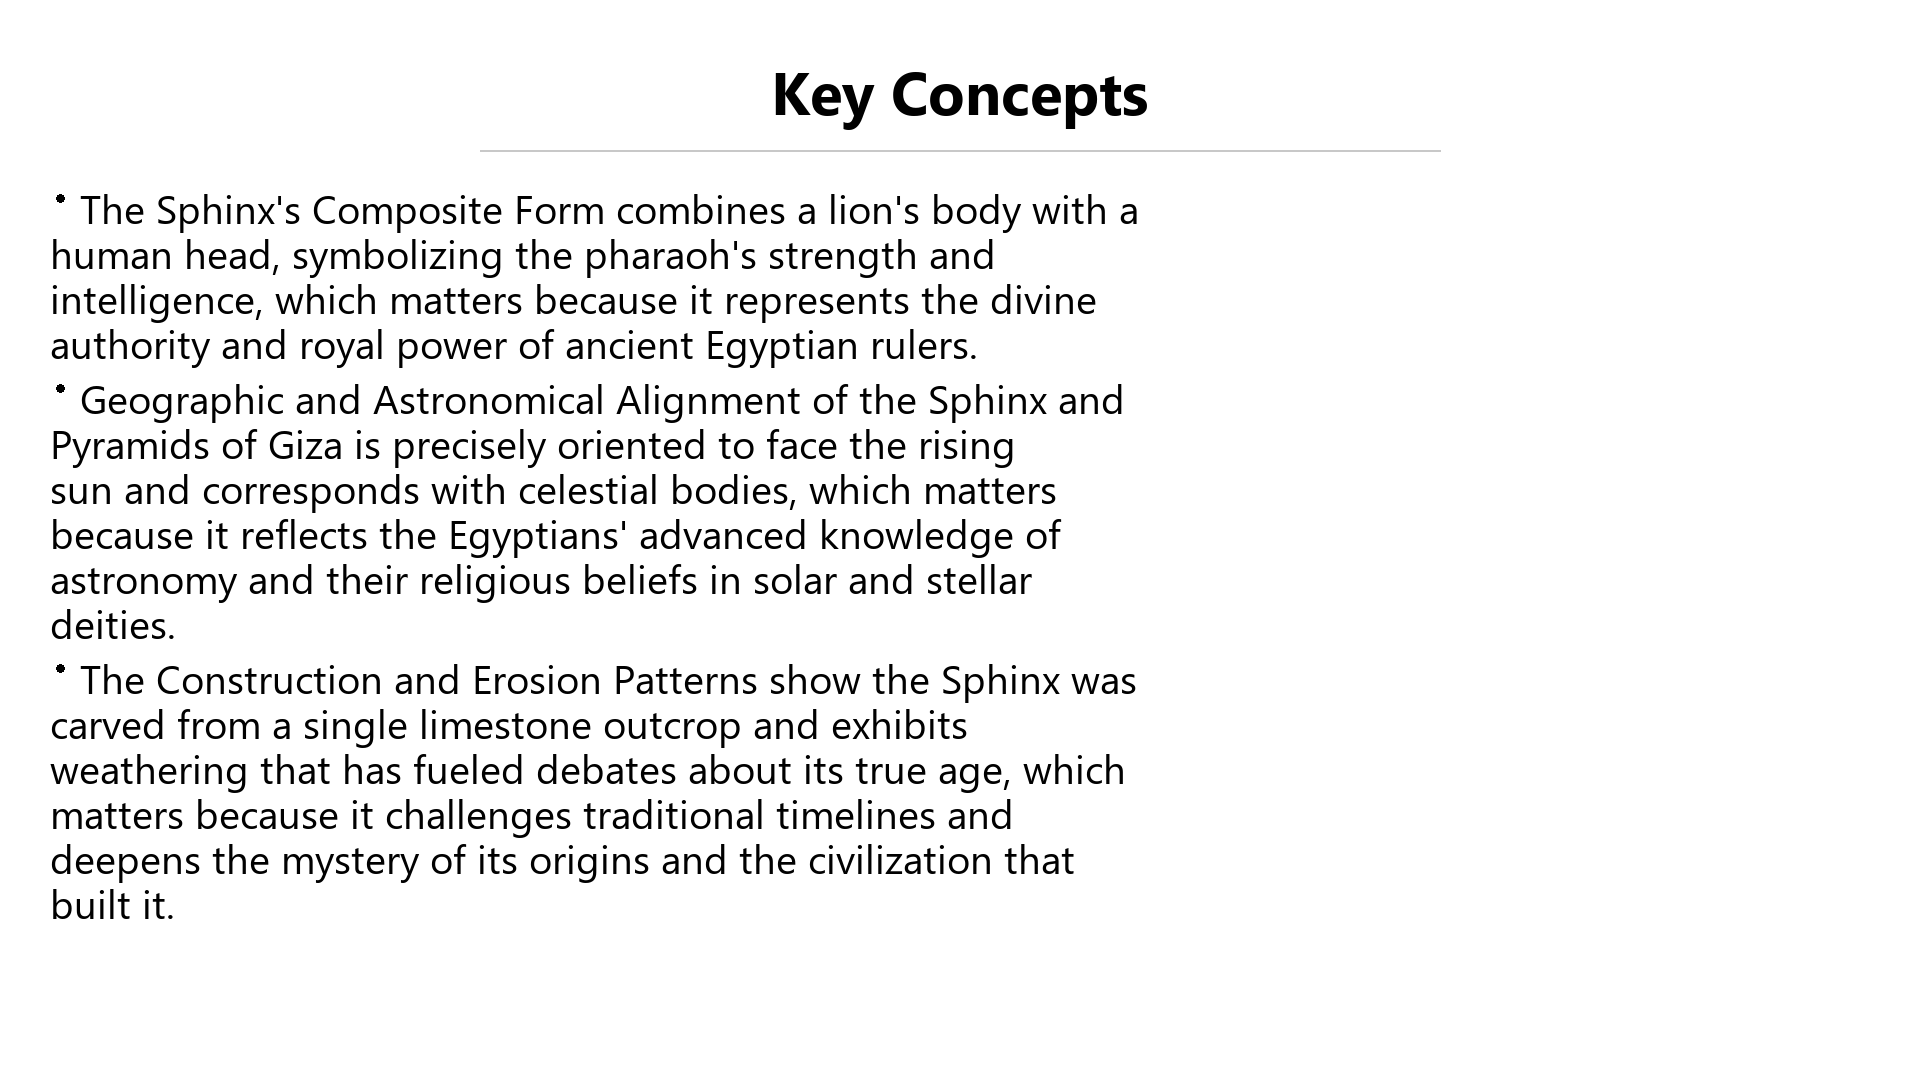 Key Concepts
• The Sphinx's Composite Form combines a lion's body with a
human head, symbolizing the pharaoh's strength and
intelligence, which matters because it represents the divine
authority and royal power of ancient Egyptian rulers.
• Geographic and Astronomical Alignment of the Sphinx and
Pyramids of Giza is precisely oriented to face the rising
sun and corresponds with celestial bodies, which matters
because it reflects the Egyptians' advanced knowledge of
astronomy and their religious beliefs in solar and stellar
deities.
• The Construction and Erosion Patterns show the Sphinx was
carved from a single limestone outcrop and exhibits
weathering that has fueled debates about its true age, which
matters because it challenges traditional timelines and
deepens the mystery of its origins and the civilization that
built it.